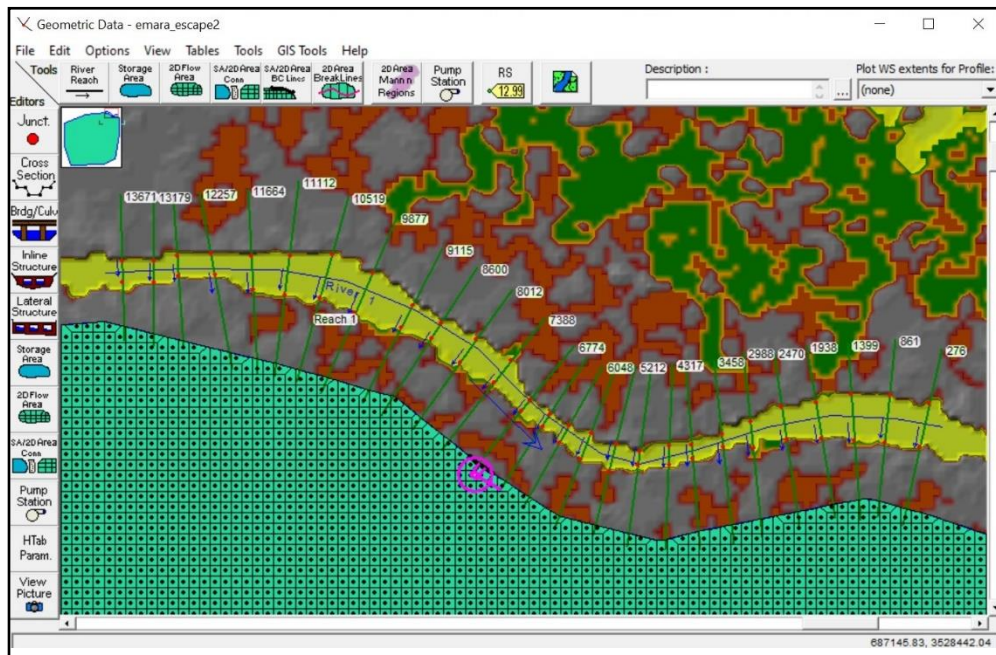 Geometric Data - emara_escape2
File Edit Options View Tables Tools GIS Tools Help
Tools
Editors
River
Reach
Storage
Area
2D Flow
Area
SA/2D Area
Conn
SA/2D Area
BC Lines
2D Area
BreakLines
2D Area
Mann n
Regions
Pump
Station
RS
12.99
Description :
...
Plot WS extents for Profile:
(none)
Junct.
Cross
Section
Brdg/Culv
Inline
Structure
Lateral
Structure
Storage
Area
2D Flow
Area
SA/2D Area
Conn
Pump
Station
HTab
Param.
View
Picture
13671
13179
12257
11664
11112
10519
9877
9115
8600
8012
7388
6774
6048
5212
4317
3458
2988
2470
1938
1399
861
276
River 1
Reach 1
687145.83, 3528442.04